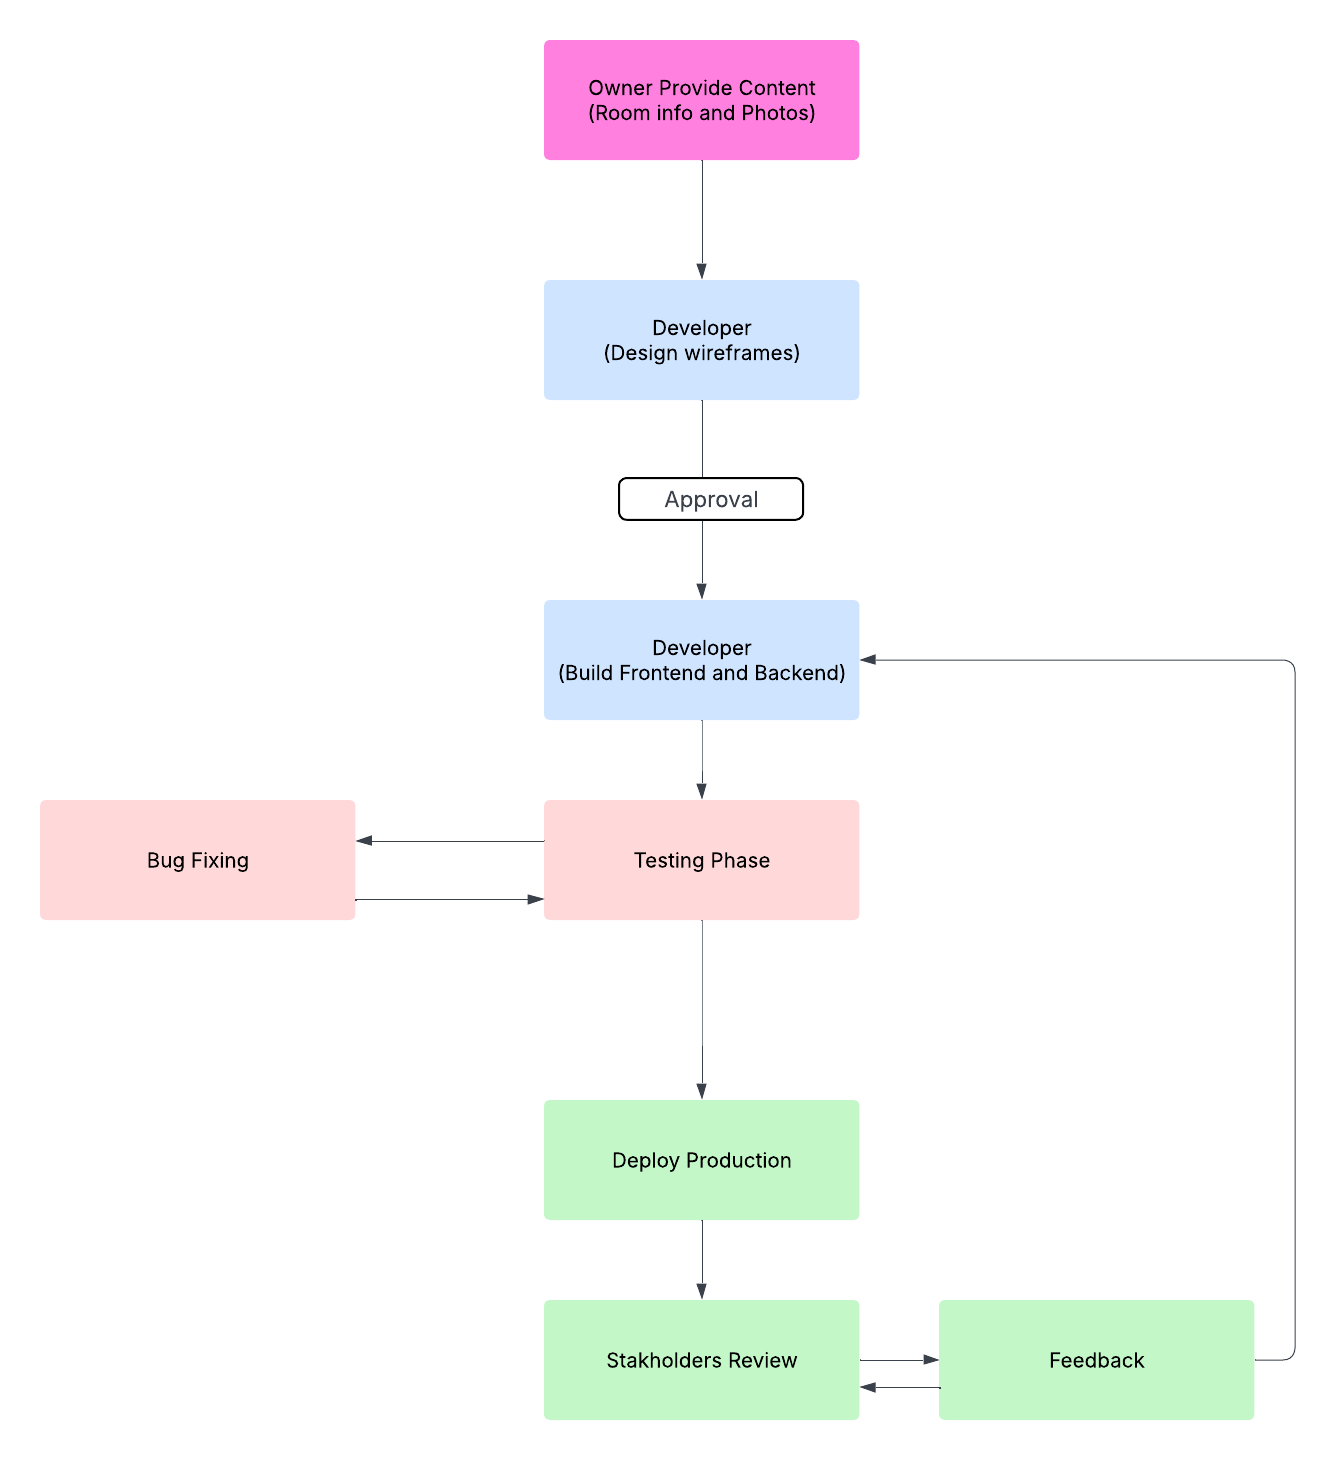 Owner Provide Content
(Room info and Photos)
Developer
(Design wireframes)
Approval
Developer
(Build Frontend and Backend)
Bug Fixing
Testing Phase
Deploy Production
Stakholders Review
Feedback